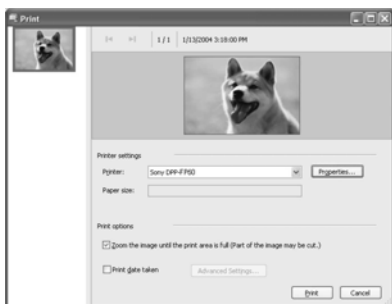 Print
1 / 1 1/13/2004 3:18:00 PM
Printer settings
Printer: Sony DPP-FP60 Properties...
Paper size:
Print options
Zoom the image until the print area is full (Part of the image may be cut.)
Print date taken Advanced Settings...
Print Cancel